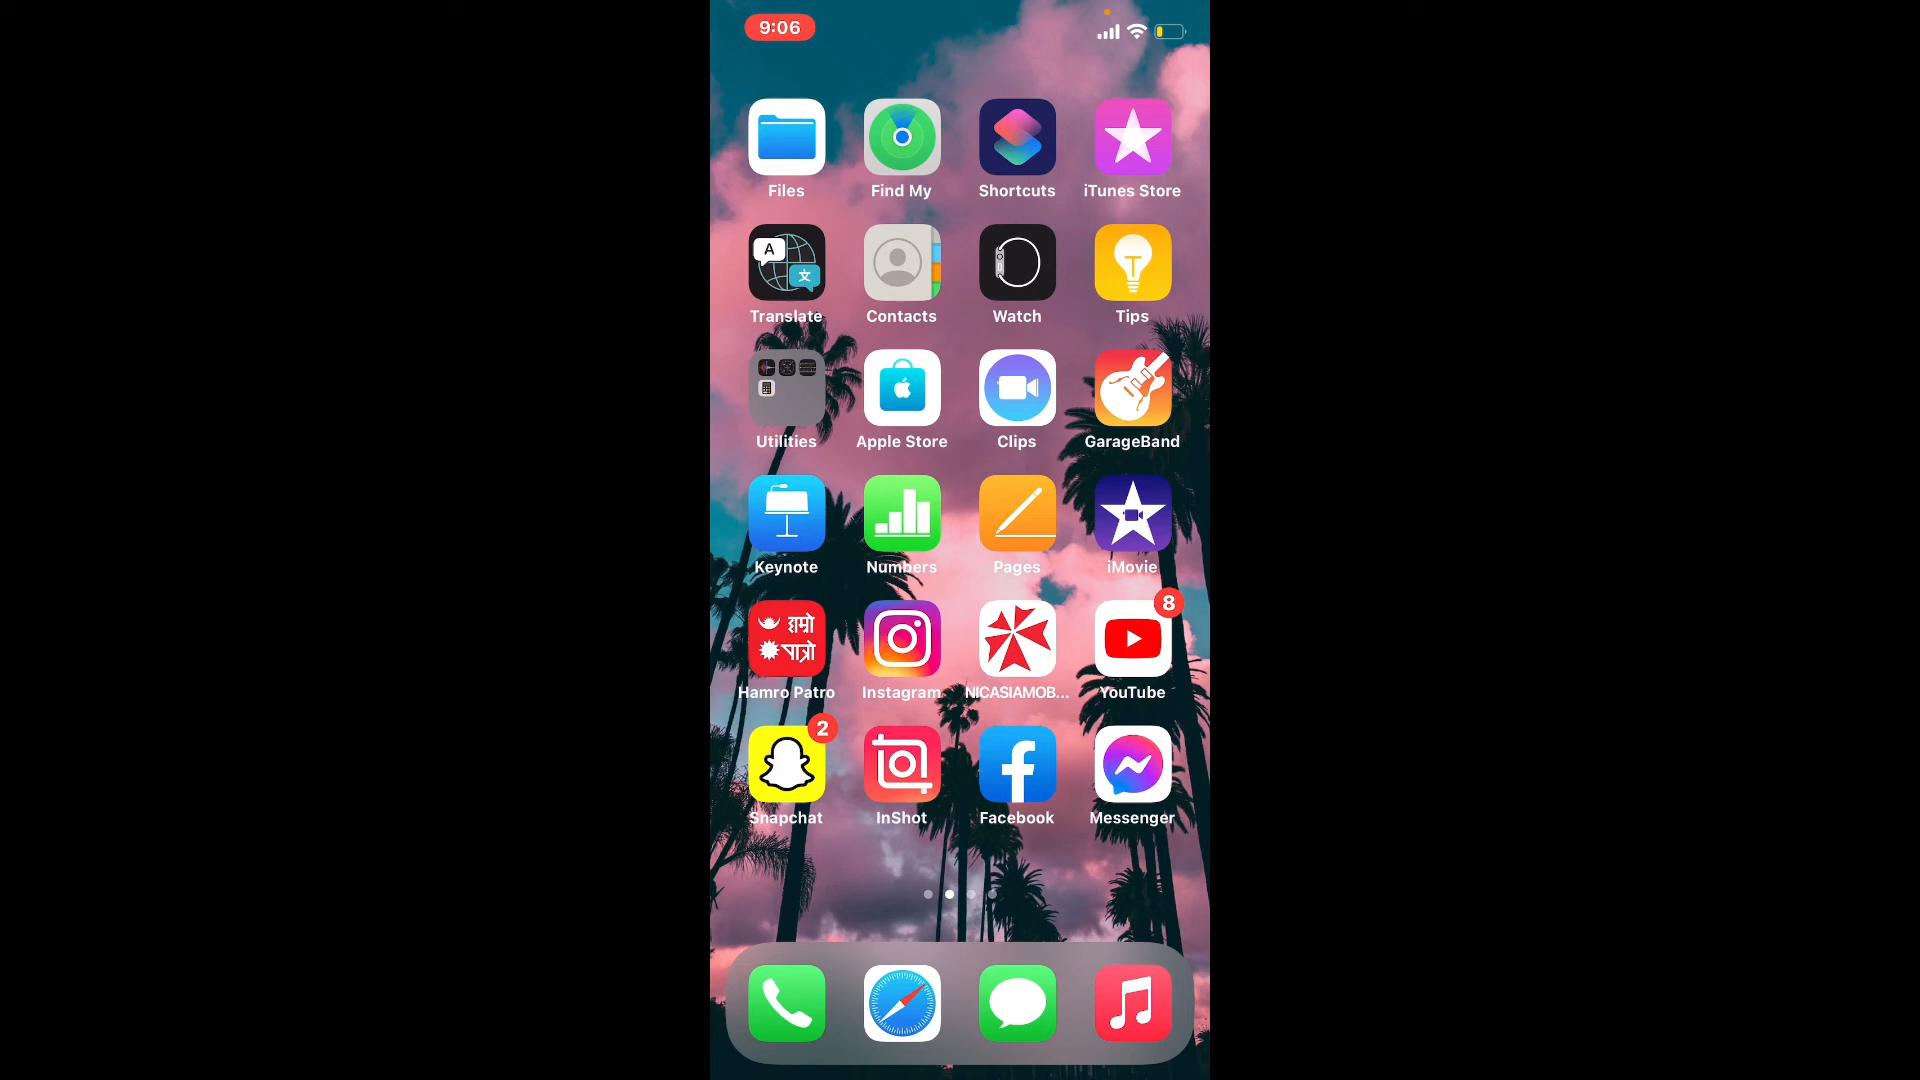 9:06
Files
Find My
Shortcuts
iTunes Store
A
文
Translate
Contacts
Watch
Tips
Utilities
Apple Store
Clips
GarageBand
Keynote
Numbers
Pages
iMovie
हाम्रो
पात्रो
8
Hamro Patro
Instagram
NICASIAMOB...
YouTube
2
Snapchat
InShot
Facebook
Messenger